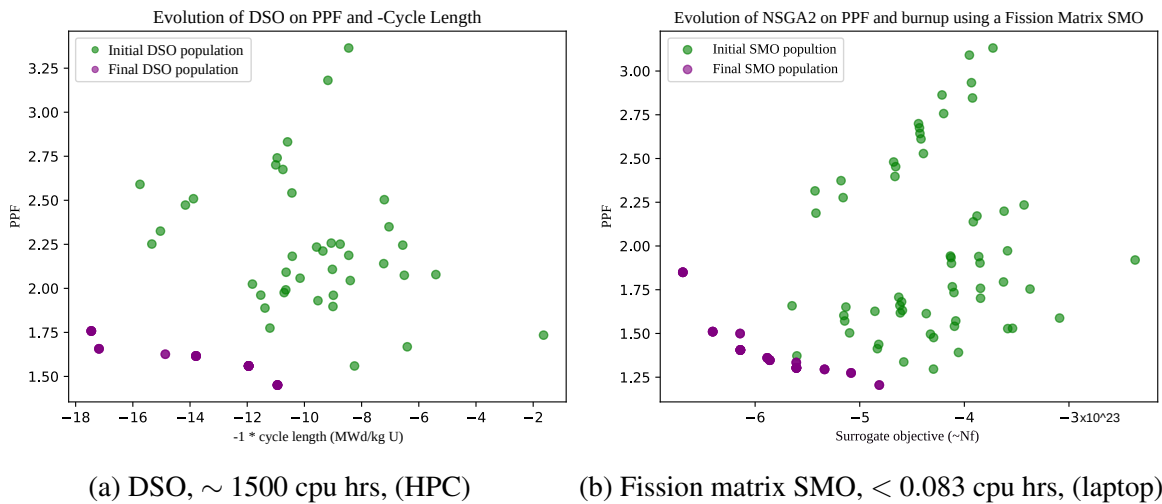 Evolution of DSO on PPF and -Cycle Length
Initial DSO population
Final DSO population
PPF
3.25
3.00
2.75
2.50
2.25
2.00
1.75
1.50
−18
−16
−14
−12
−10
−8
−6
−4
−2
-1 * cycle length (MWd/kg U)
(a) DSO, ∼ 1500 cpu hrs, (HPC)
Evolution of NSGA2 on PPF and burnup using a Fission Matrix SMO
Initial SMO popultion
Final SMO population
PPF
3.00
2.75
2.50
2.25
2.00
1.75
1.50
1.25
−6
−5
−4
−3x10^23
Surrogate objective (~Nf)
(b) Fission matrix SMO, < 0.083 cpu hrs, (laptop)